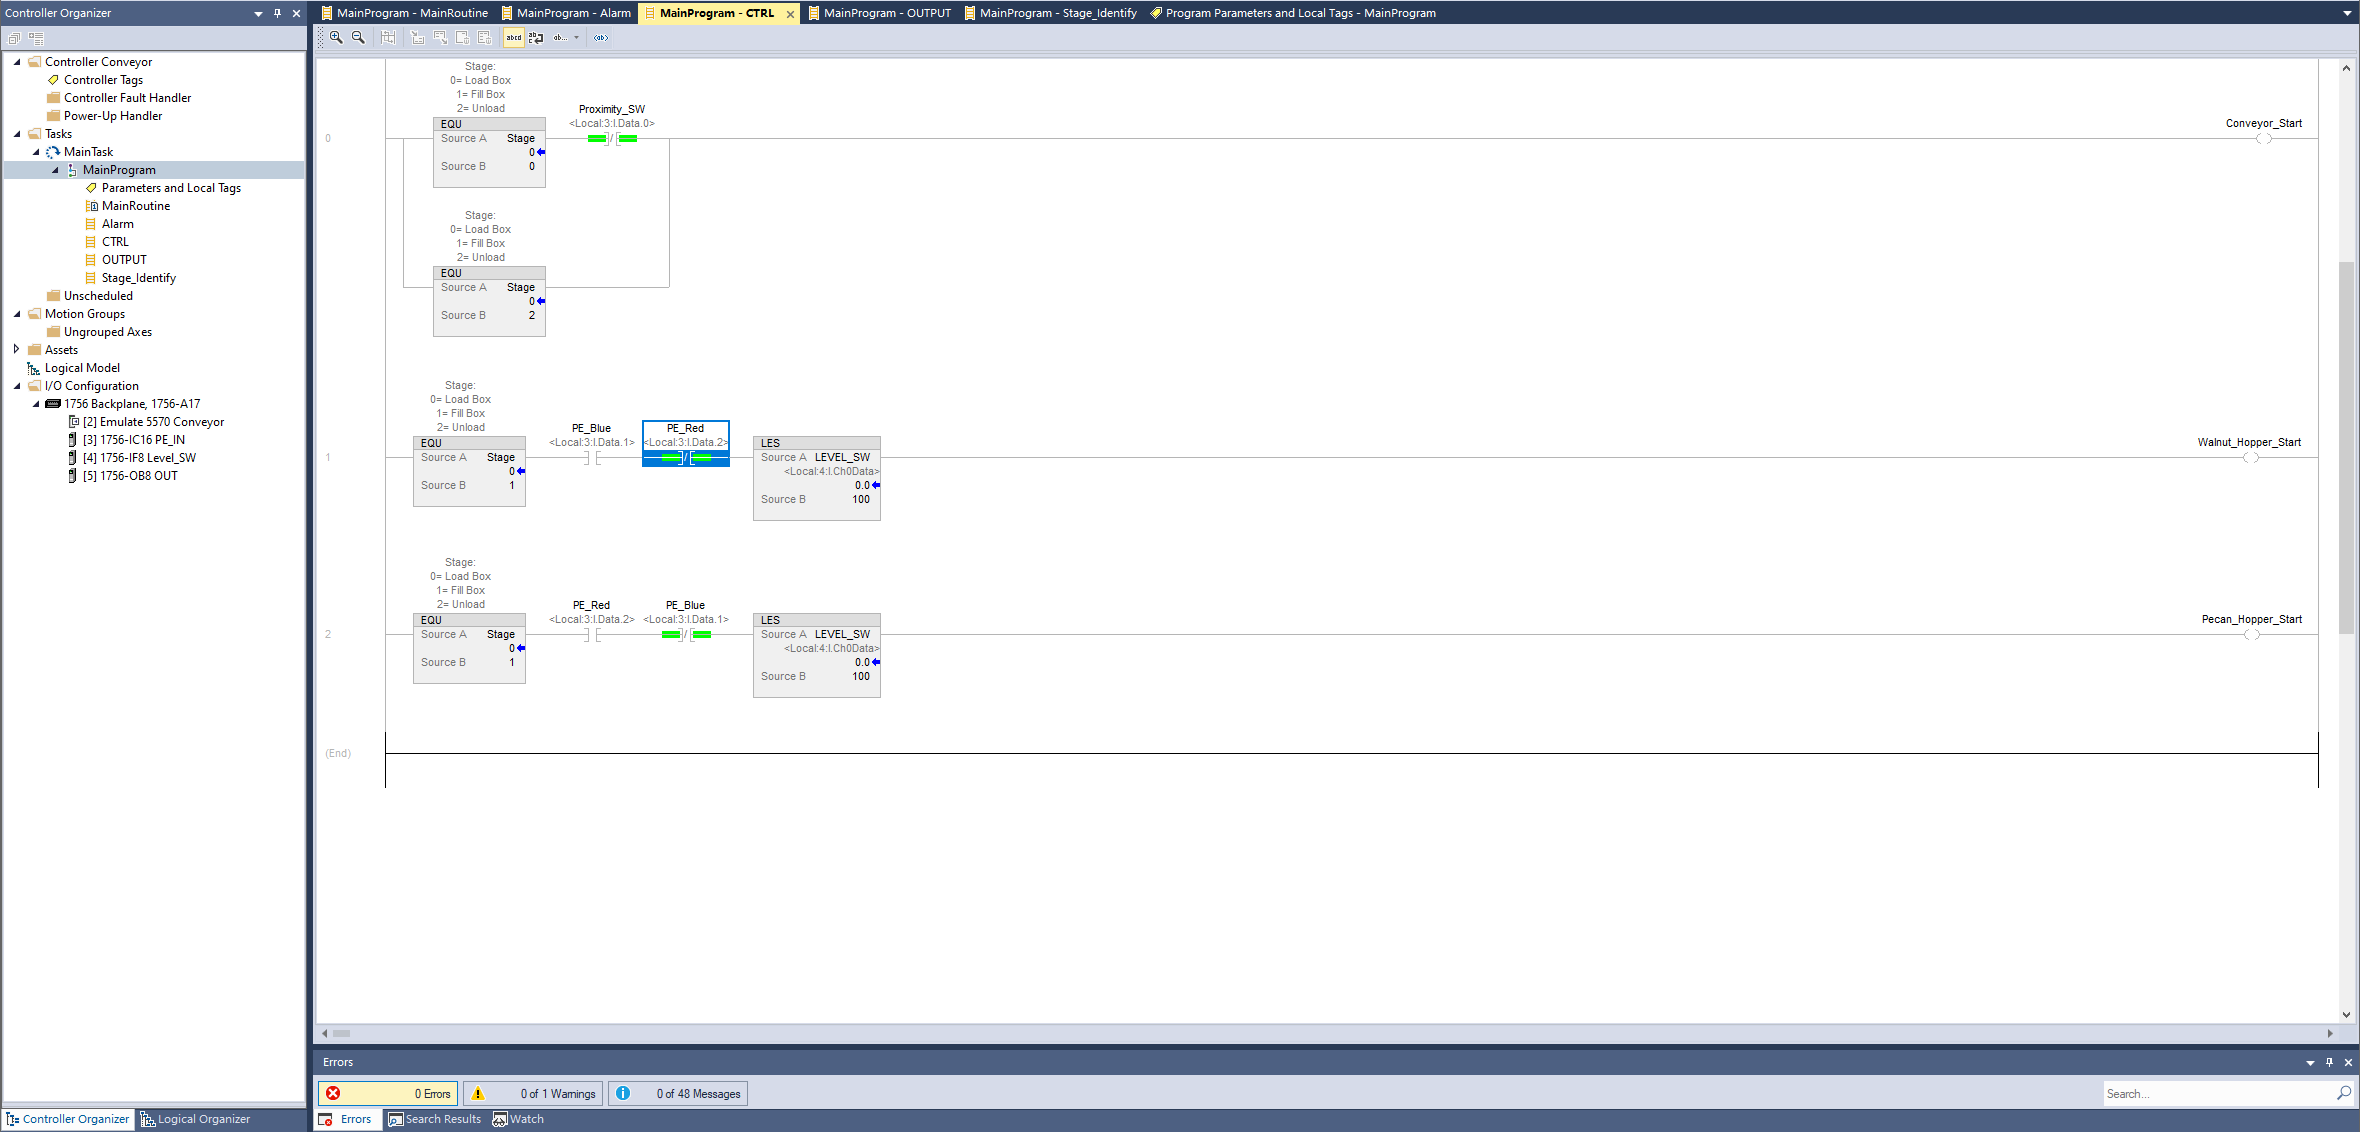 Controller Organizer
Controller Conveyor
Controller Tags
Controller Fault Handler
Power-Up Handler
Tasks
MainTask
MainProgram
Parameters and Local Tags
MainRoutine
Alarm
CTRL
OUTPUT
Stage_Identify
Unscheduled
Motion Groups
Ungrouped Axes
Assets
Logical Model
I/O Configuration
1756 Backplane, 1756-A17
[2] Emulate 5570 Conveyor
[3] 1756-IC16 PE_IN
[4] 1756-IF8 Level_SW
[5] 1756-OB8 OUT
Controller Organizer
Logical Organizer
MainProgram - MainRoutine
MainProgram - Alarm
MainProgram - CTRL
MainProgram - OUTPUT
MainProgram - Stage_Identify
Program Parameters and Local Tags - MainProgram
abcd
ab...
<ab>
0
Stage:
0= Load Box
1= Fill Box
2= Unload
EQU
Source A Stage
0
Source B 0
Proximity_SW
<Local:3:I.Data.0>
Conveyor_Start
Stage:
0= Load Box
1= Fill Box
2= Unload
EQU
Source A Stage
0
Source B 2
1
Stage:
0= Load Box
1= Fill Box
2= Unload
EQU
Source A Stage
0
Source B 1
PE_Blue
<Local:3:I.Data.1>
PE_Red
<Local:3:I.Data.2>
LES
Source A LEVEL_SW
<Local:4:I.Ch0Data>
0.0
Source B 100
Walnut_Hopper_Start
2
Stage:
0= Load Box
1= Fill Box
2= Unload
EQU
Source A Stage
0
Source B 1
PE_Red
<Local:3:I.Data.2>
PE_Blue
<Local:3:I.Data.1>
LES
Source A LEVEL_SW
<Local:4:I.Ch0Data>
0.0
Source B 100
Pecan_Hopper_Start
(End)
Errors
0 Errors
0 of 1 Warnings
0 of 48 Messages
Search...
Errors
Search Results
Watch